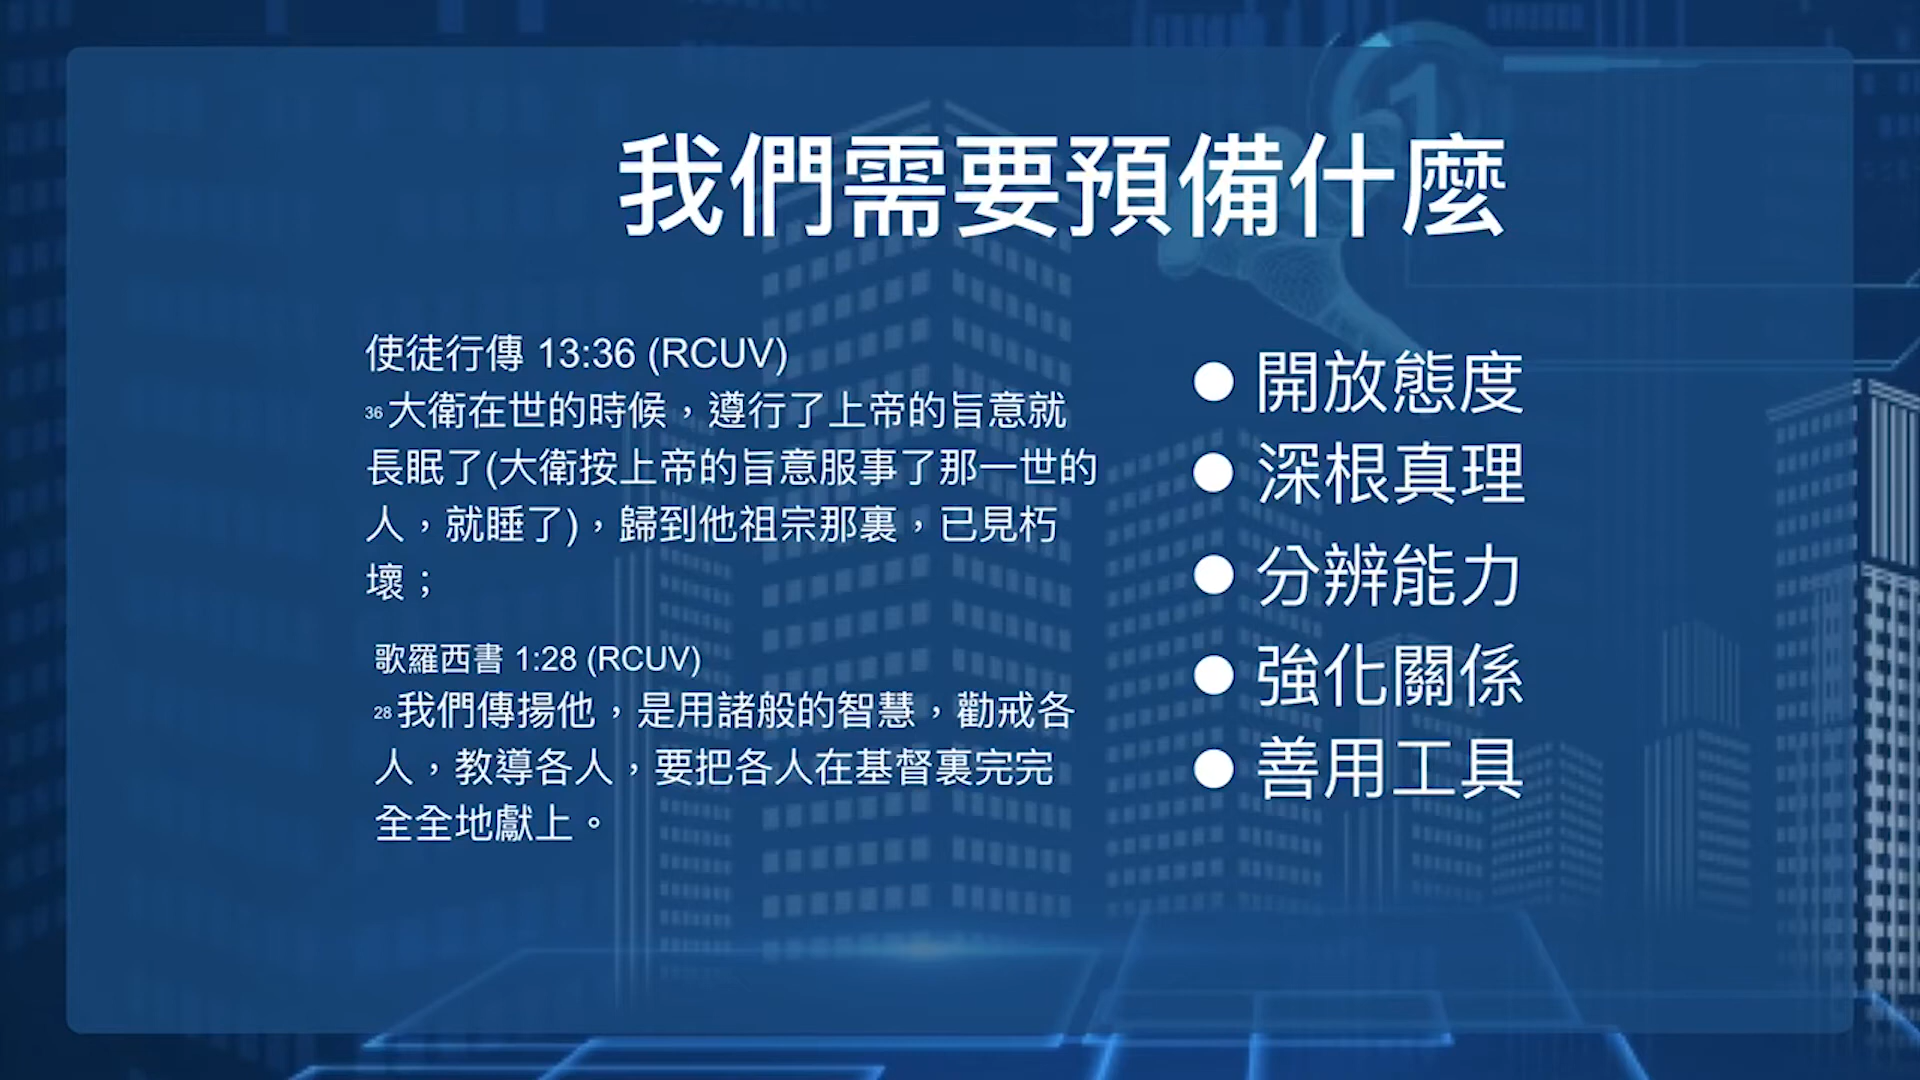 我們需要預備什麼
使徒行傳 13:36 (RCUV)
36 大衛在世的時候，遵行了上帝的旨意就
長眠了(大衛按上帝的旨意服事了那一世的
人，就睡了)，歸到他祖宗那裏，已見朽
壞；
歌羅西書 1:28 (RCUV)
28 我們傳揚他，是用諸般的智慧，勸戒各
人，教導各人，要把各人在基督裏完完
全全地獻上。
● 開放態度
● 深根真理
● 分辨能力
● 強化關係
● 善用工具
1